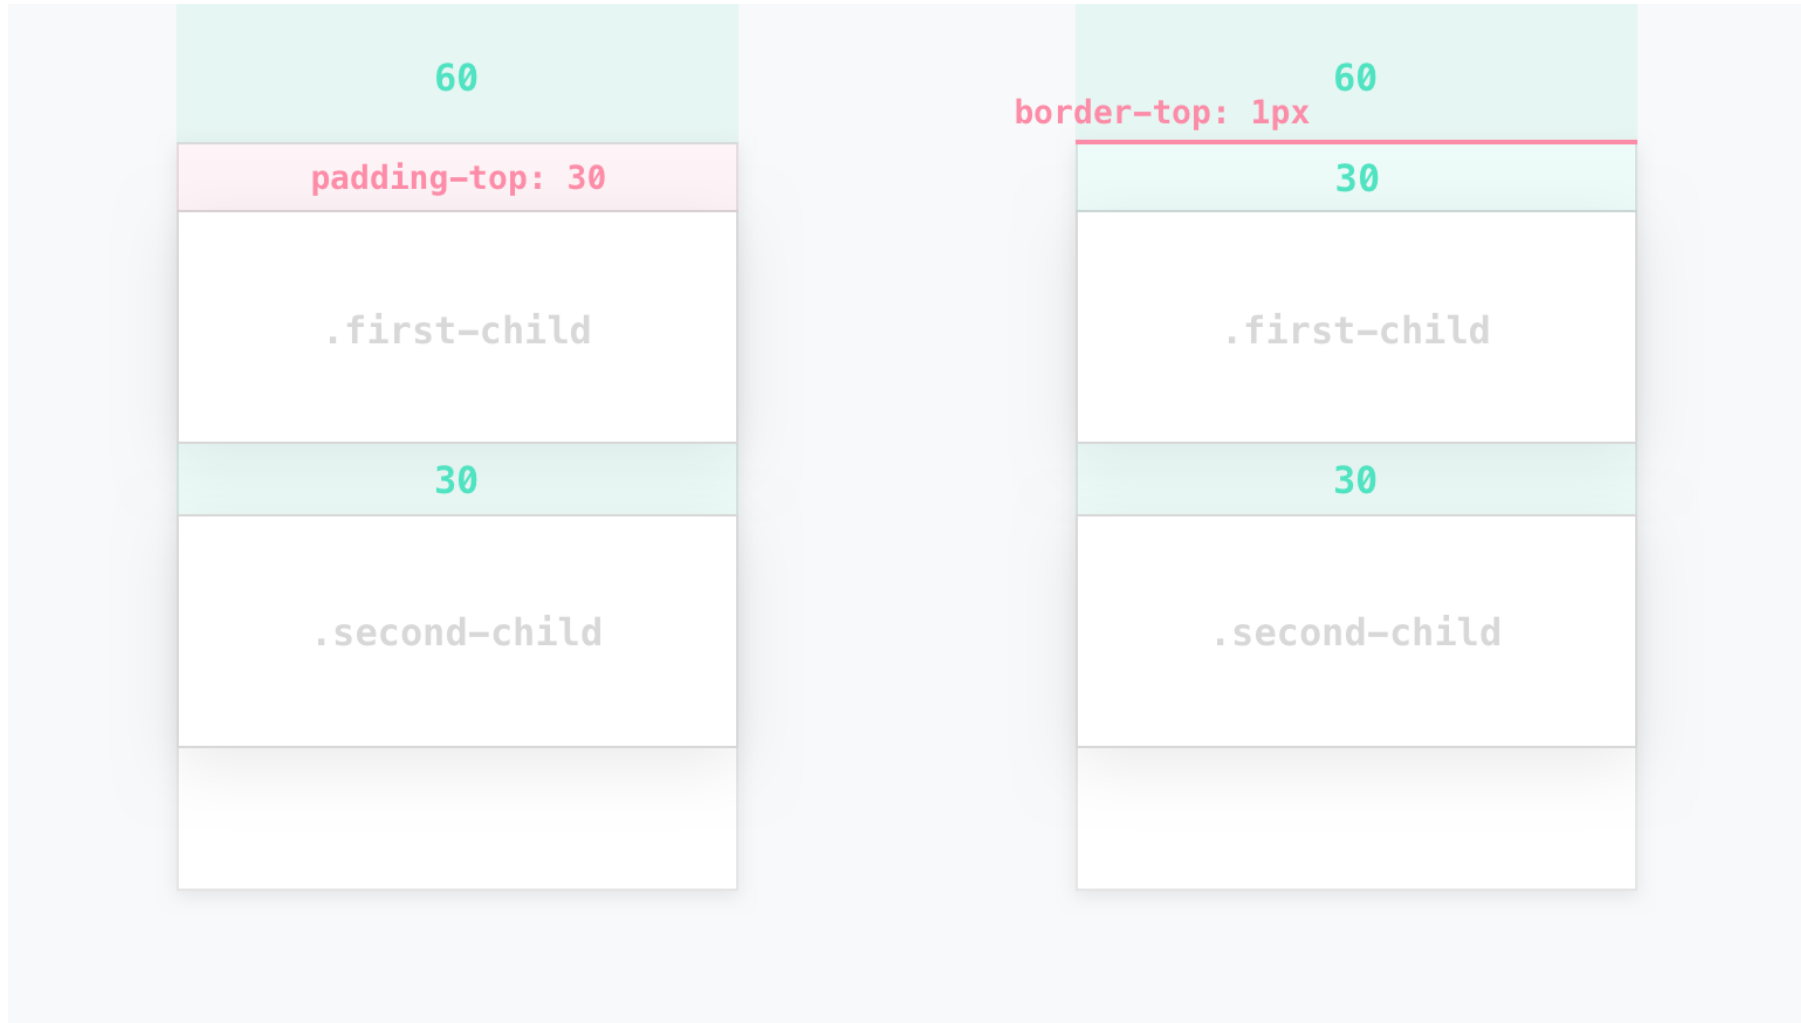 60
padding-top: 30
.first-child
30
.second-child
60
border-top: 1px
30
.first-child
30
.second-child